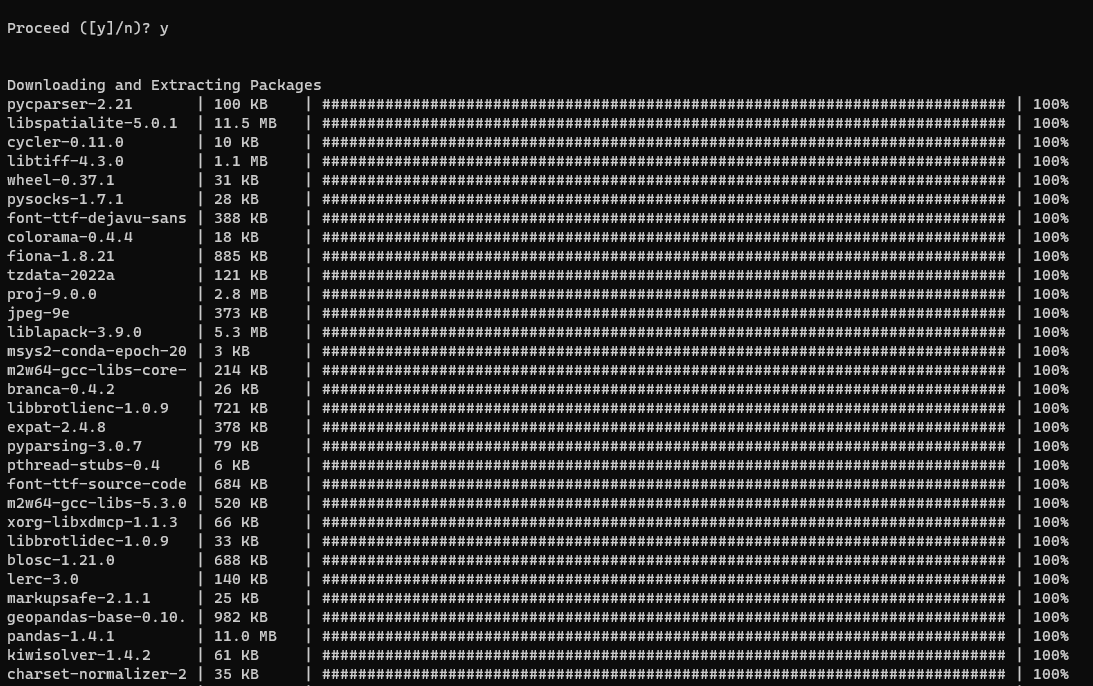 Proceed ([y]/n)? y
Downloading and Extracting Packages
pycparser-2.21 | 100 KB | ############################################################################ | 100%
libspatialite-5.0.1 | 11.5 MB | ############################################################################ | 100%
cycler-0.11.0 | 10 KB | ############################################################################ | 100%
libtiff-4.3.0 | 1.1 MB | ############################################################################ | 100%
wheel-0.37.1 | 31 KB | ############################################################################ | 100%
pysocks-1.7.1 | 28 KB | ############################################################################ | 100%
font-ttf-dejavu-sans | 388 KB | ############################################################################ | 100%
colorama-0.4.4 | 18 KB | ############################################################################ | 100%
fiona-1.8.21 | 885 KB | ############################################################################ | 100%
tzdata-2022a | 121 KB | ############################################################################ | 100%
proj-9.0.0 | 2.8 MB | ############################################################################ | 100%
jpeg-9e | 373 KB | ############################################################################ | 100%
liblapack-3.9.0 | 5.3 MB | ############################################################################ | 100%
msys2-conda-epoch-20 | 3 KB | ############################################################################ | 100%
m2w64-gcc-libs-core- | 214 KB | ############################################################################ | 100%
branca-0.4.2 | 26 KB | ############################################################################ | 100%
libbrotlienc-1.0.9 | 721 KB | ############################################################################ | 100%
expat-2.4.8 | 378 KB | ############################################################################ | 100%
pyparsing-3.0.7 | 79 KB | ############################################################################ | 100%
pthread-stubs-0.4 | 6 KB | ############################################################################ | 100%
font-ttf-source-code | 684 KB | ############################################################################ | 100%
m2w64-gcc-libs-5.3.0 | 520 KB | ############################################################################ | 100%
xorg-libxdmcp-1.1.3 | 66 KB | ############################################################################ | 100%
libbrotlidec-1.0.9 | 33 KB | ############################################################################ | 100%
blosc-1.21.0 | 688 KB | ############################################################################ | 100%
lerc-3.0 | 140 KB | ############################################################################ | 100%
markupsafe-2.1.1 | 25 KB | ############################################################################ | 100%
geopandas-base-0.10. | 982 KB | ############################################################################ | 100%
pandas-1.4.1 | 11.0 MB | ############################################################################ | 100%
kiwisolver-1.4.2 | 61 KB | ############################################################################ | 100%
charset-normalizer-2 | 35 KB | ############################################################################ | 100%